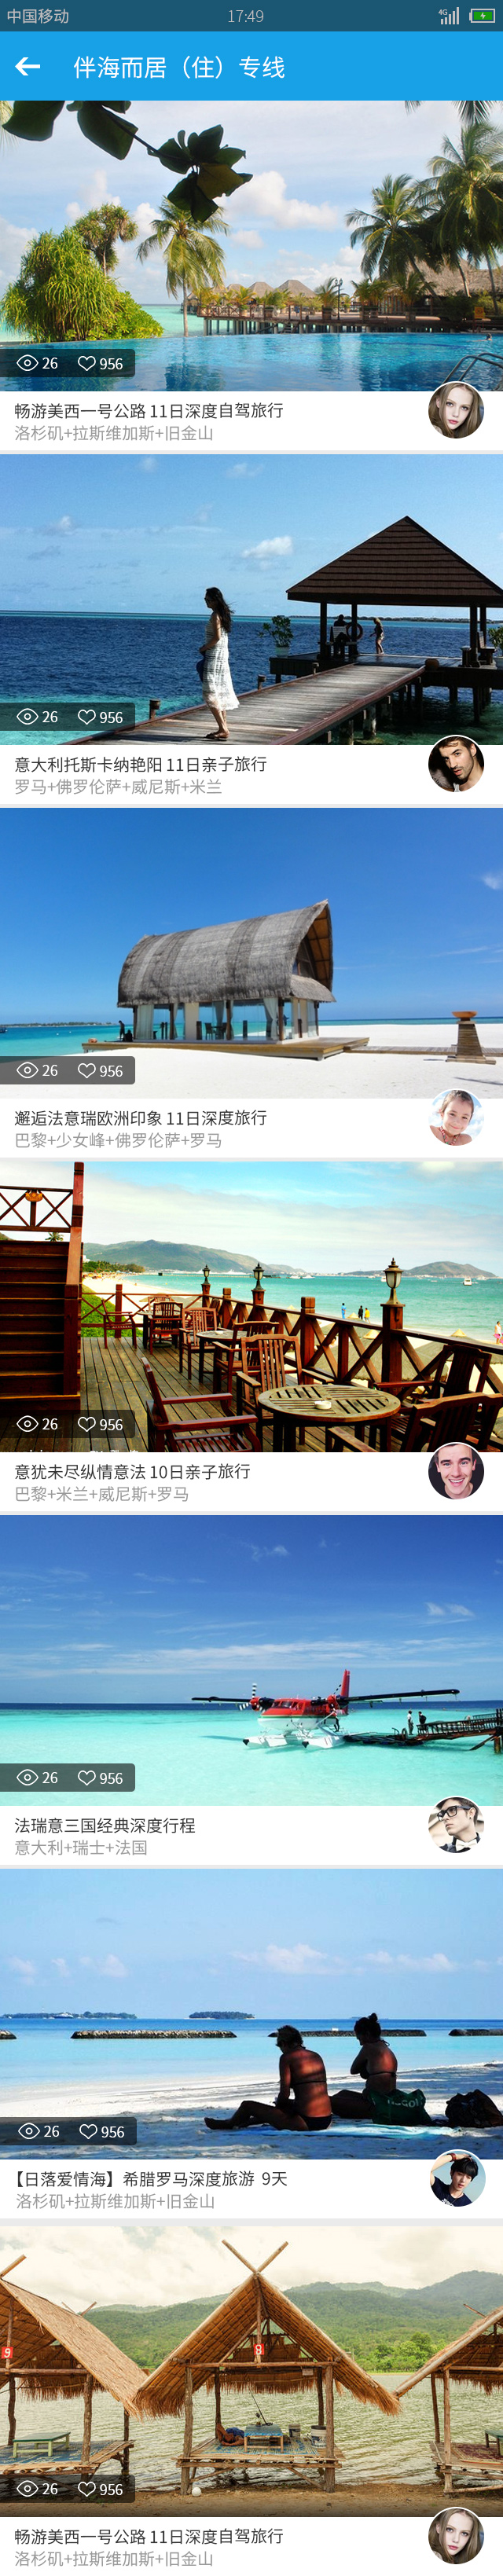 中国移动 17:49 4G
伴海而居（住）专线
26 956
畅游美西一号公路 11日深度自驾旅行
洛杉矶+拉斯维加斯+旧金山
26 956
意大利托斯卡纳艳阳 11日亲子旅行
罗马+佛罗伦萨+威尼斯+米兰
26 956
邂逅法意瑞欧洲印象 11日深度旅行
巴黎+少女峰+佛罗伦萨+罗马
26 956
意犹未尽纵情意法 10日亲子旅行
巴黎+米兰+威尼斯+罗马
26 956
法瑞意三国经典深度行程
意大利+瑞士+法国
26 956
【日落爱情海】希腊罗马深度旅游 9天
洛杉矶+拉斯维加斯+旧金山
9
8
26 956
畅游美西一号公路 11日深度自驾旅行
洛杉矶+拉斯维加斯+旧金山